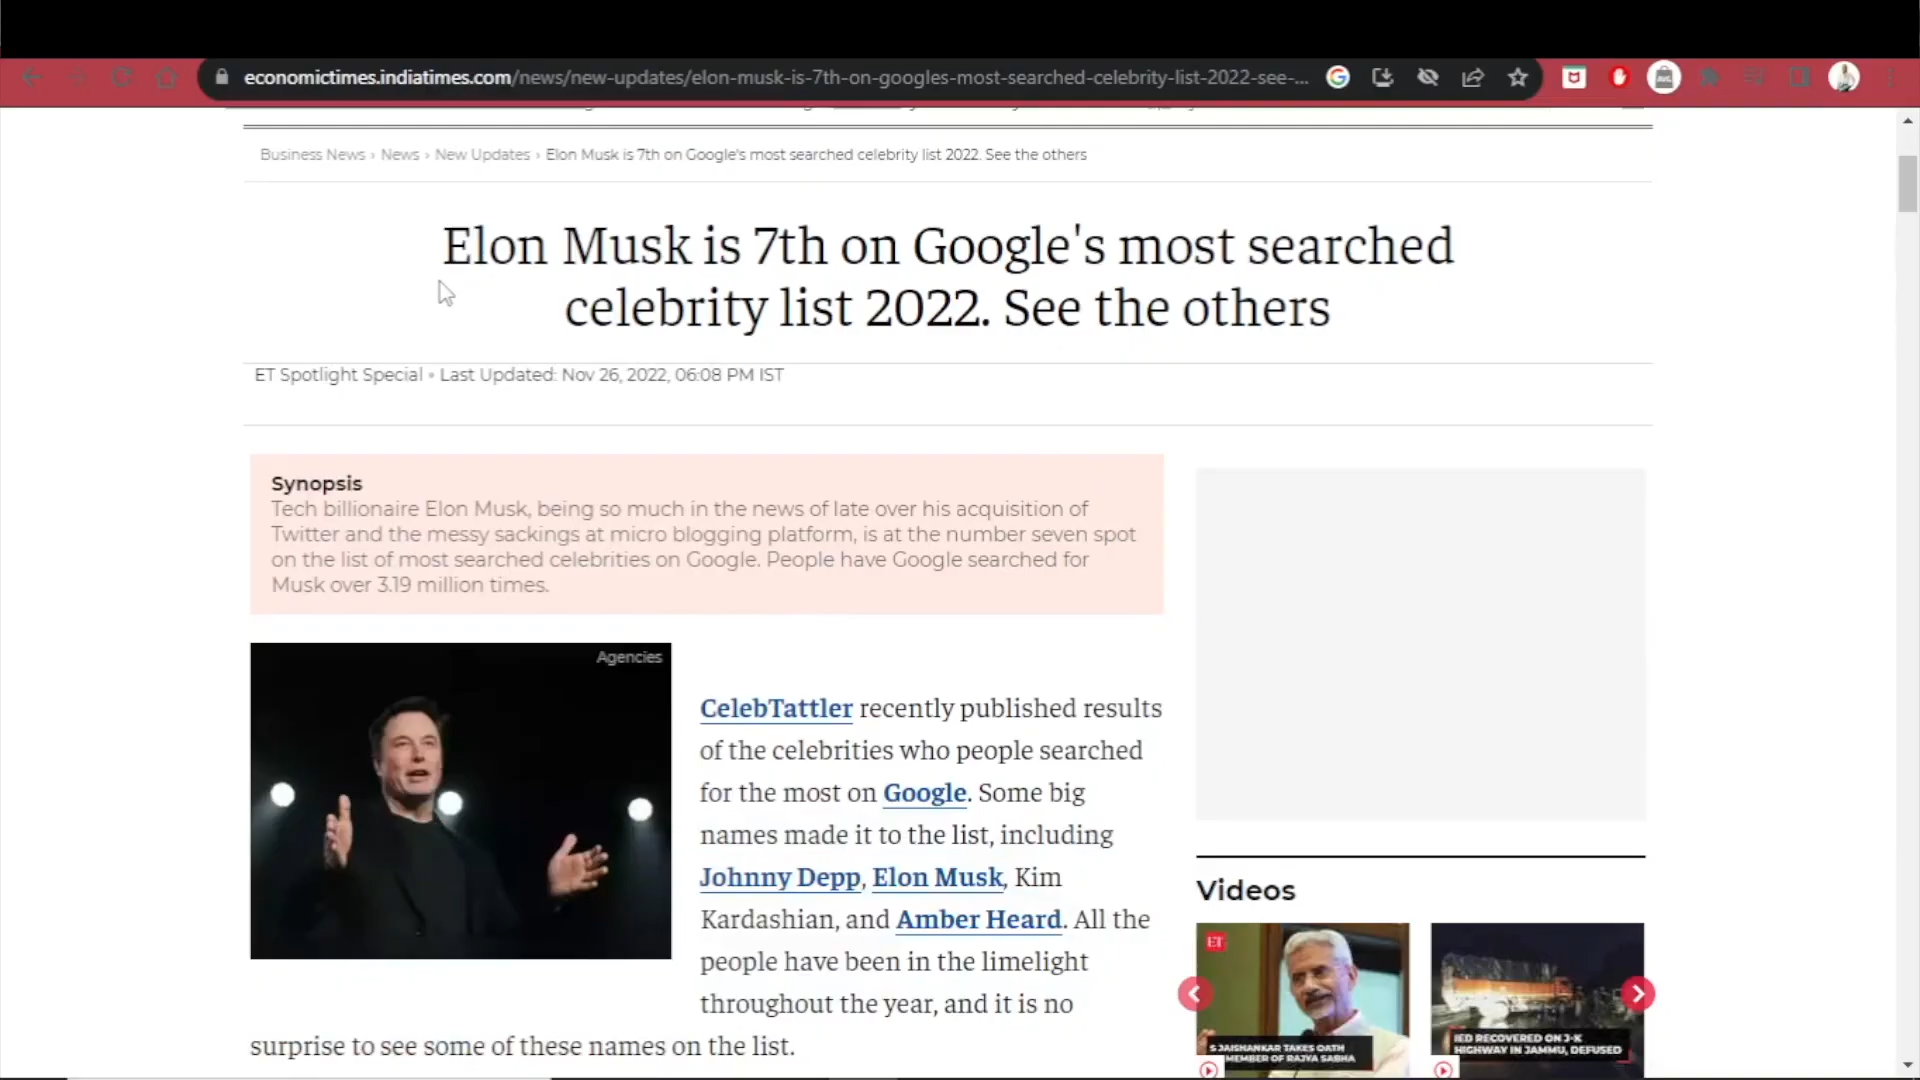 economictimes.indiatimes.com/news/new-updates/elon-musk-is-7th-on-googles-most-searched-celebrity-list-2022-see-...
Business News › News › New Updates › Elon Musk is 7th on Google's most searched celebrity list 2022. See the others
Elon Musk is 7th on Google's most searched
celebrity list 2022. See the others
ET Spotlight Special • Last Updated: Nov 26, 2022, 06:08 PM IST
Synopsis
Tech billionaire Elon Musk, being so much in the news of late over his acquisition of
Twitter and the messy sackings at micro blogging platform, is at the number seven spot
on the list of most searched celebrities on Google. People have Google searched for
Musk over 3.19 million times.
Agencies
CelebTattler recently published results
of the celebrities who people searched
for the most on Google. Some big
names made it to the list, including
Johnny Depp, Elon Musk, Kim
Kardashian, and Amber Heard. All the
people have been in the limelight
throughout the year, and it is no
surprise to see some of these names on the list.
Videos
ET
S JAISHANKAR TAKES OATH
MEMBER OF RAJYA SABHA
IED RECOVERED ON J-K
HIGHWAY IN JAMMU, DEFUSED